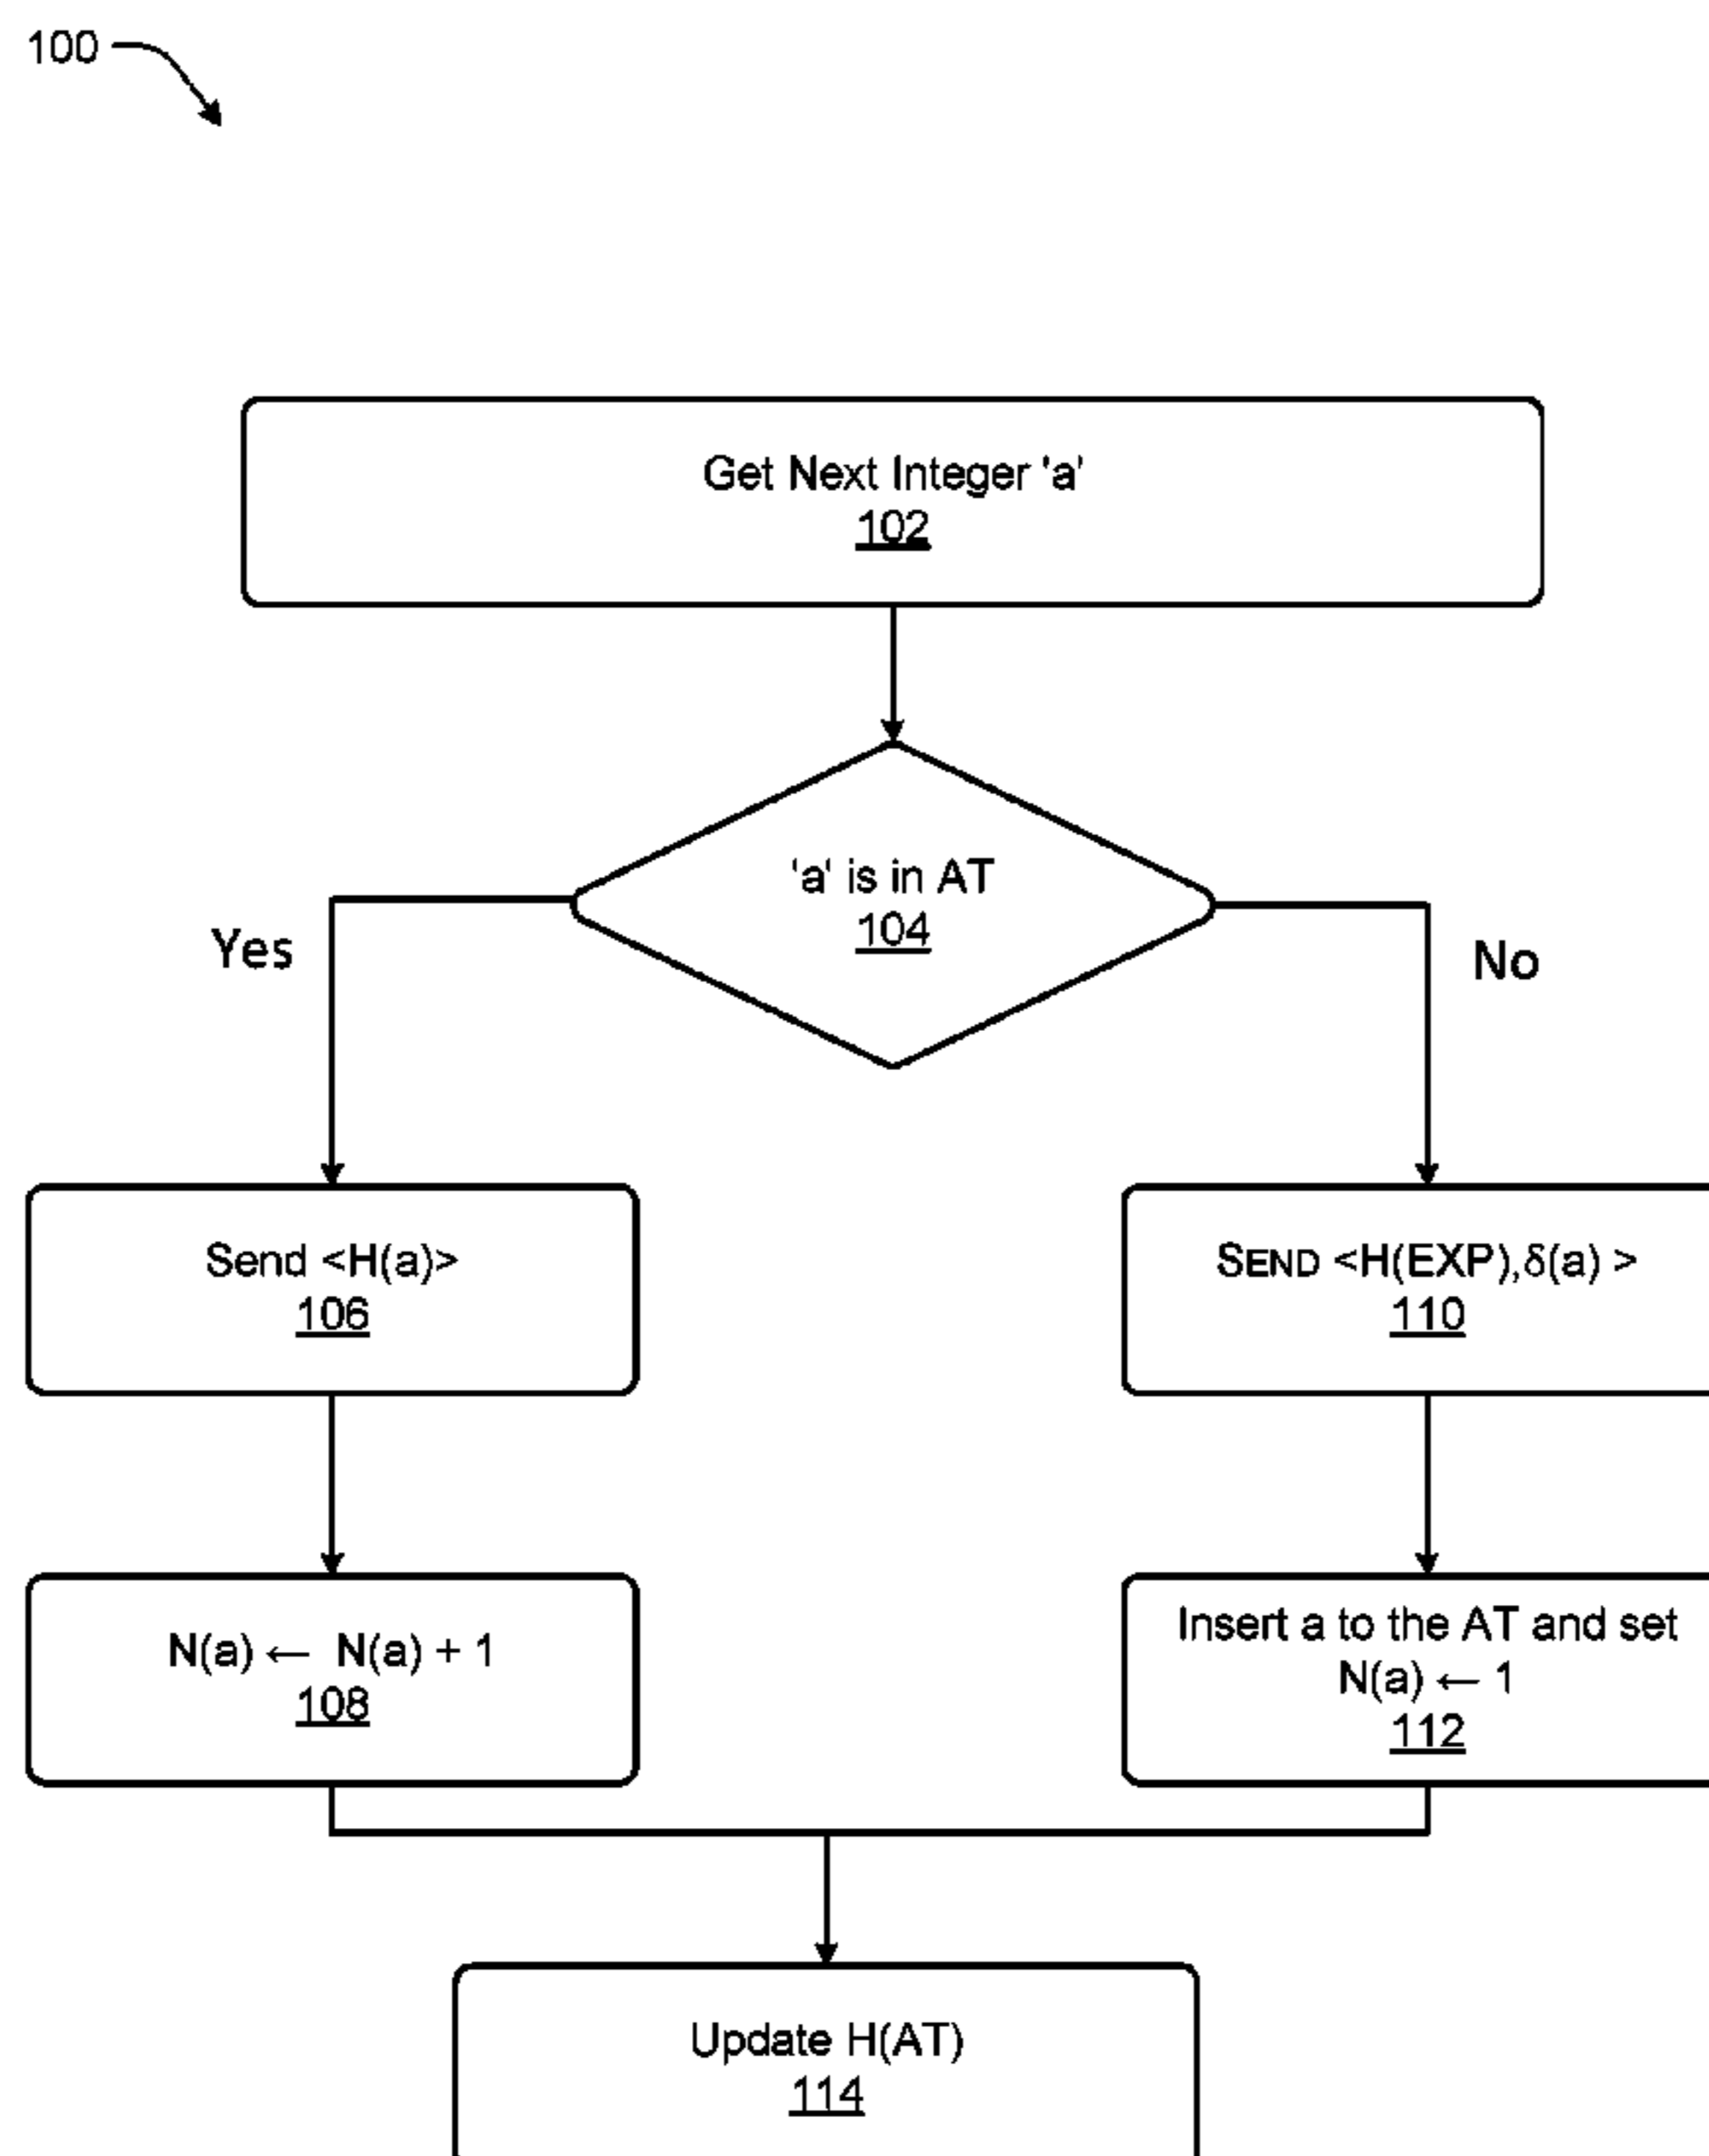 100
Get Next Integer 'a'
102
'a' is in AT
104
Yes
No
Send <H(a)>
106
SEND <H(EXP),δ(a) >
110
N(a) ← N(a) + 1
108
Insert a to the AT and set
N(a) ← 1
112
Update H(AT)
114